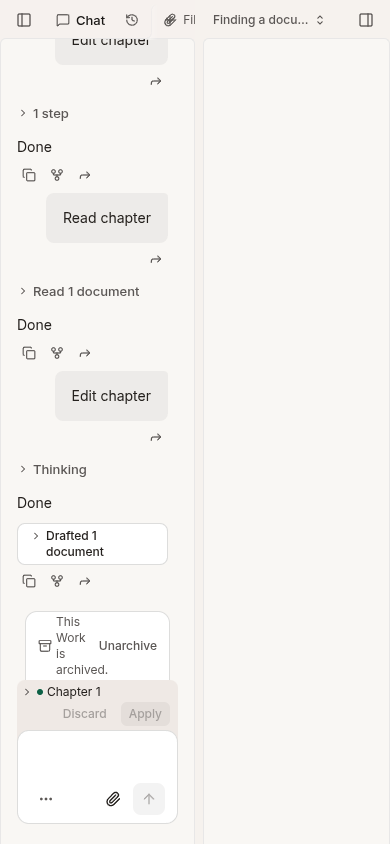 Chat
Fil
Finding a docu...
Edit chapter
1 step
Done
Read chapter
Read 1 document
Done
Edit chapter
Thinking
Done
Drafted 1
document
This
Work
is
archived.
Unarchive
Chapter 1
Discard
Apply